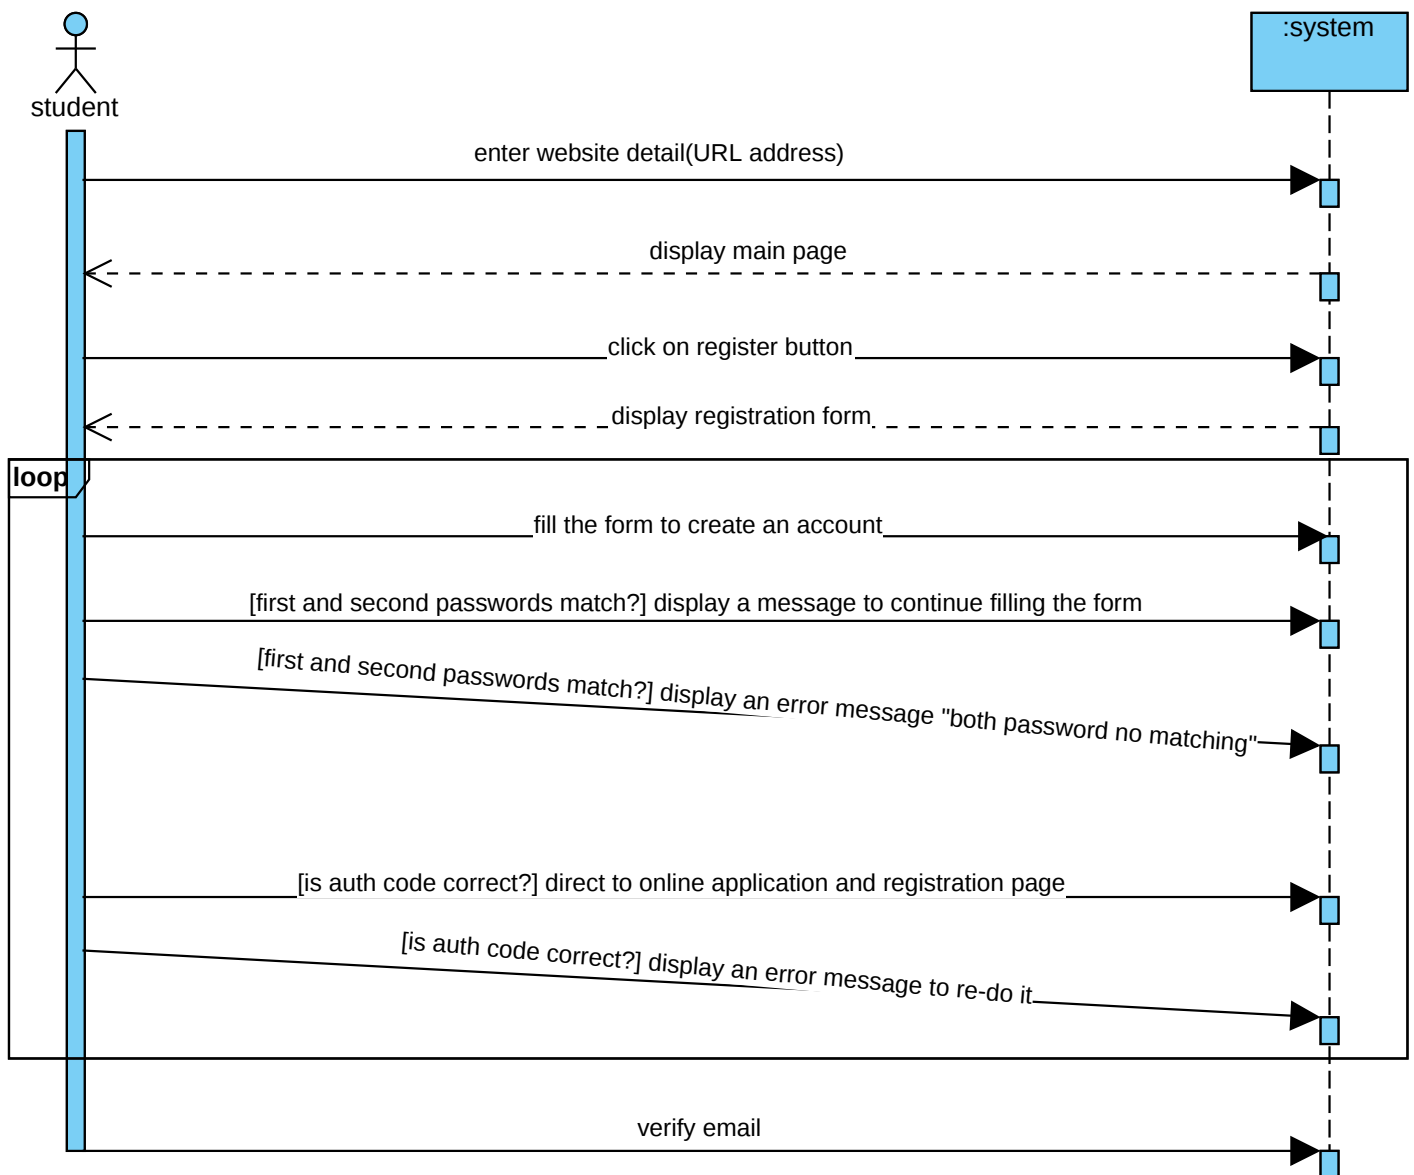 student
:system
enter website detail(URL address)
display main page
click on register button
display registration form
loop
fill the form to create an account
[first and second passwords match?] display a message to continue filling the form
[first and second passwords match?] display an error message "both password no matching"
[is auth code correct?] direct to online application and registration page
[is auth code correct?] display an error message to re-do it
verify email